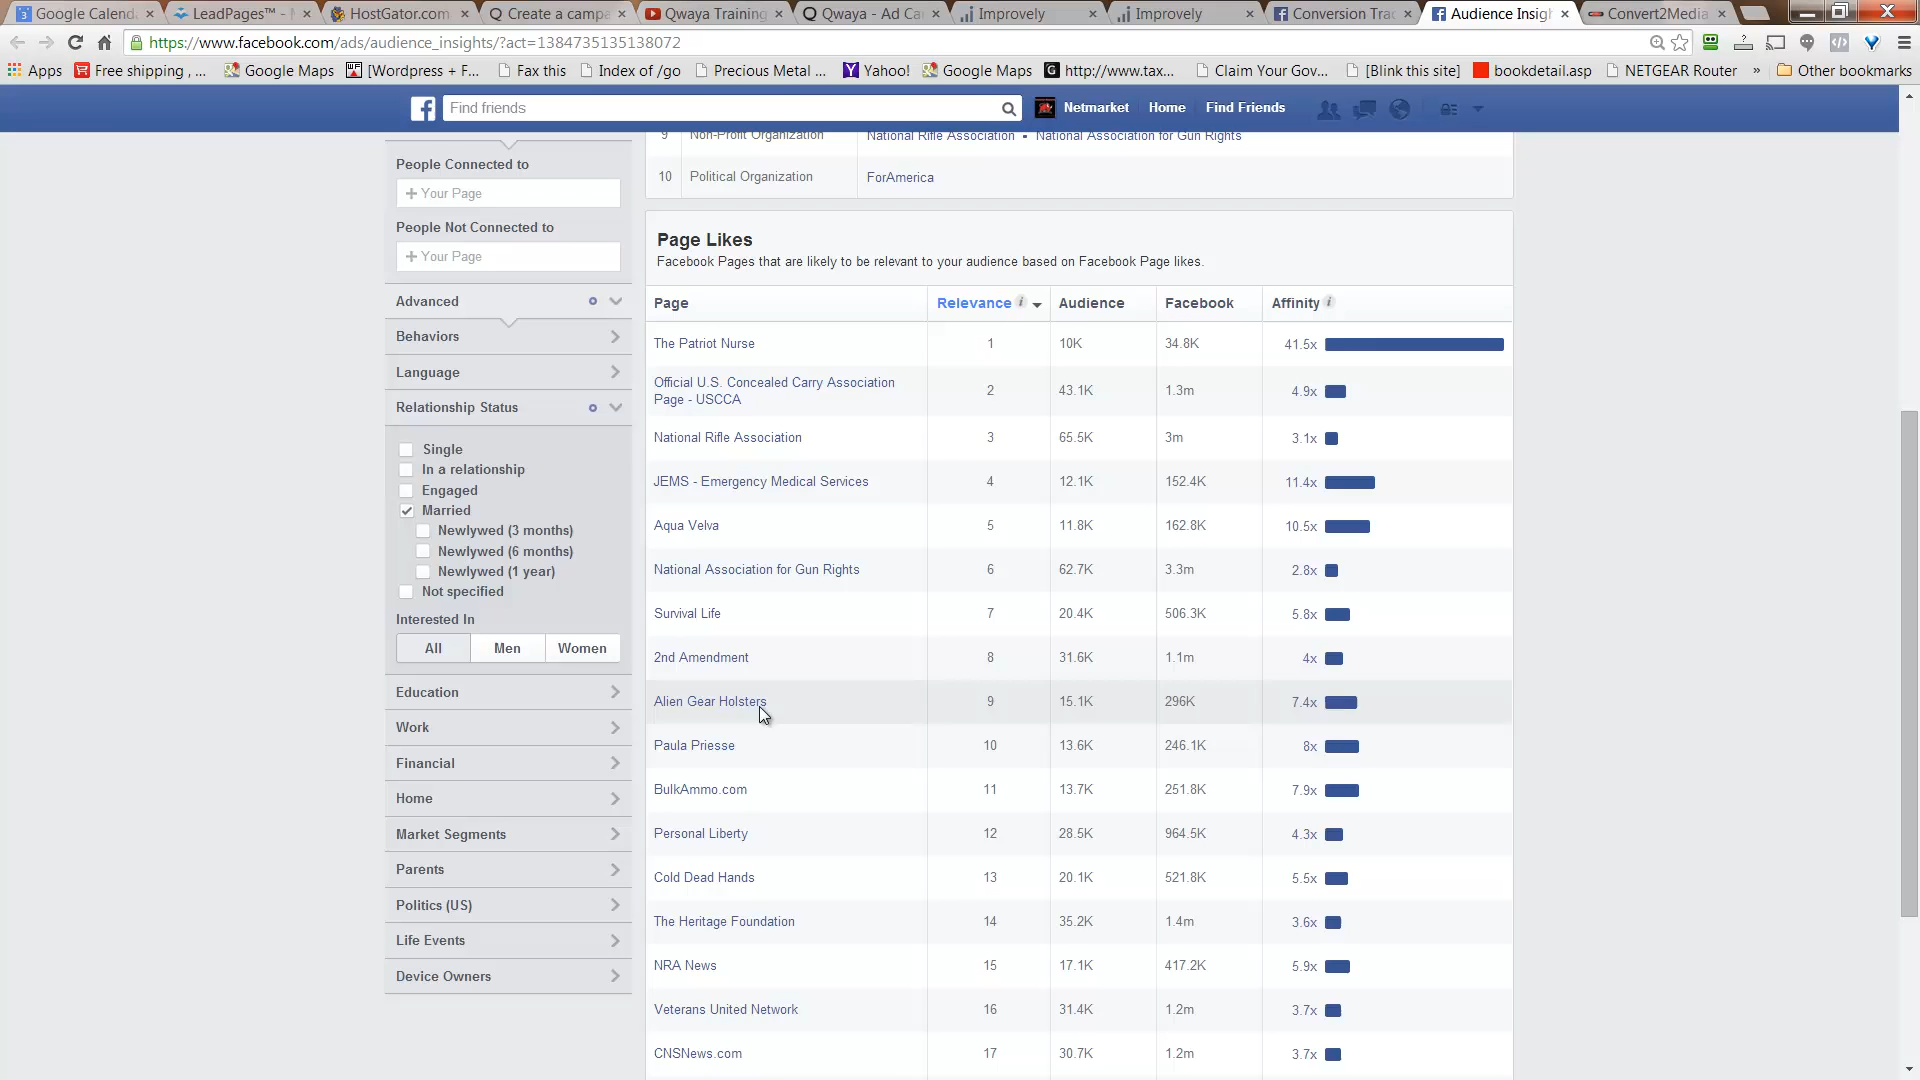 Google Calend
LeadPages™ - 
HostGator.com
Create a campa
Qwaya Training
Qwaya - Ad Ca
Improvely
Improvely
Conversion Trac
Audience Insigh
Convert2Media
https://www.facebook.com/ads/audience_insights/?act=1384735135138072
Apps
Free shipping , ...
Google Maps
[Wordpress + F...
Fax this
Index of /go
Precious Metal ...
Yahoo!
Google Maps
http://www.tax...
Claim Your Gov...
[Blink this site]
bookdetail.asp
NETGEAR Router
»
Other bookmarks
Find friends
Netmarket
Home
Find Friends
9 Non-Profit Organization National Rifle Association • National Association for Gun Rights
10 Political Organization ForAmerica
People Connected to
+ Your Page
People Not Connected to
+ Your Page
Advanced
Behaviors
Language
Relationship Status
Single
In a relationship
Engaged
Married
Newlywed (3 months)
Newlywed (6 months)
Newlywed (1 year)
Not specified
Interested In
All Men Women
Education
Work
Financial
Home
Market Segments
Parents
Politics (US)
Life Events
Device Owners
Page Likes
Facebook Pages that are likely to be relevant to your audience based on Facebook Page likes.
Page Relevance Audience Facebook Affinity
The Patriot Nurse 1 10K 34.8K 41.5x
Official U.S. Concealed Carry Association
Page - USCCA 2 43.1K 1.3m 4.9x
National Rifle Association 3 65.5K 3m 3.1x
JEMS - Emergency Medical Services 4 12.1K 152.4K 11.4x
Aqua Velva 5 11.8K 162.8K 10.5x
National Association for Gun Rights 6 62.7K 3.3m 2.8x
Survival Life 7 20.4K 506.3K 5.8x
2nd Amendment 8 31.6K 1.1m 4x
Alien Gear Holsters 9 15.1K 296K 7.4x
Paula Priesse 10 13.6K 246.1K 8x
BulkAmmo.com 11 13.7K 251.8K 7.9x
Personal Liberty 12 28.5K 964.5K 4.3x
Cold Dead Hands 13 20.1K 521.8K 5.5x
The Heritage Foundation 14 35.2K 1.4m 3.6x
NRA News 15 17.1K 417.2K 5.9x
Veterans United Network 16 31.4K 1.2m 3.7x
CNSNews.com 17 30.7K 1.2m 3.7x